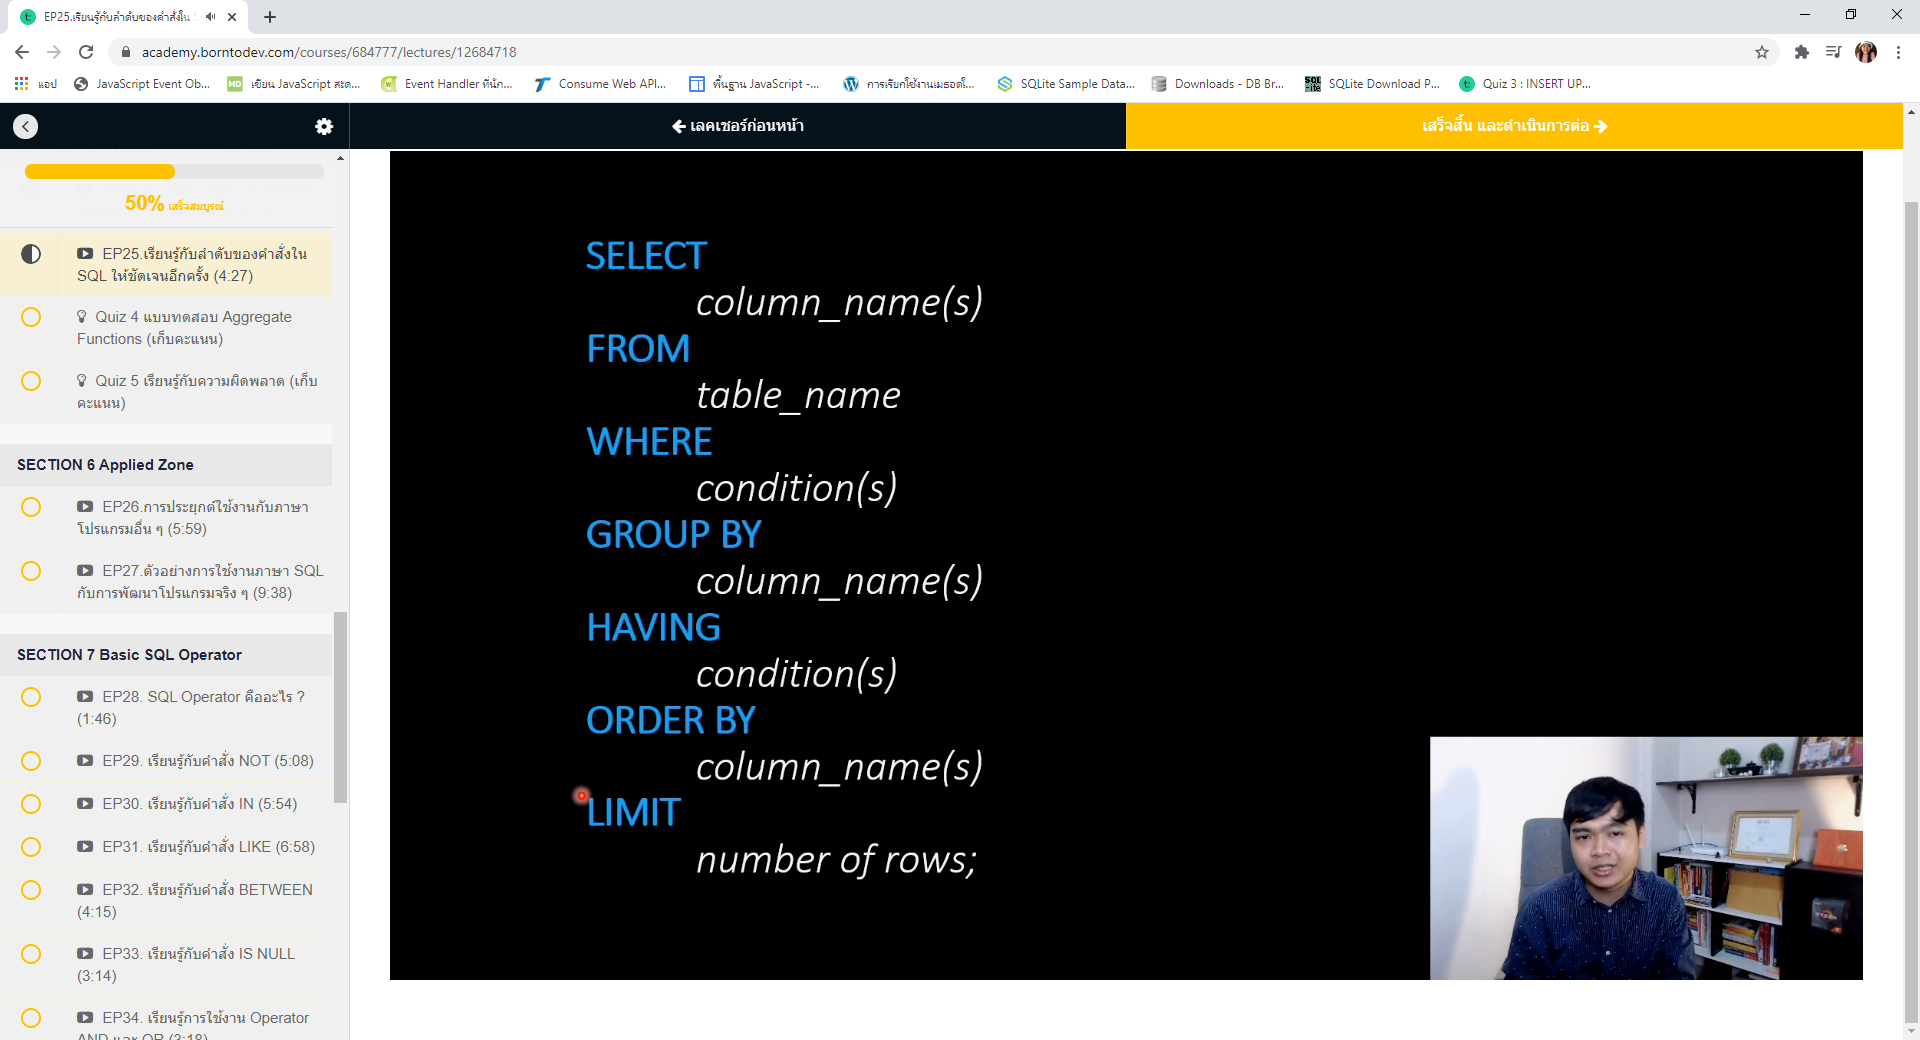 EP25.เรียนรู้กับลำดับของคำสั่งใน
academy.borntodev.com/courses/684777/lectures/12684718
แอป
JavaScript Event Ob...
เขียน JavaScript สะด...
Event Handler ที่นัก...
Consume Web API...
พื้นฐาน JavaScript -...
การเรียกใช้งานเมธอดใ...
SQLite Sample Data...
Downloads - DB Br...
SQLite Download P...
Quiz 3 : INSERT UP...
เลคเชอร์ก่อนหน้า
เสร็จสิ้น และดำเนินการต่อ
50% เสร็จสมบูรณ์
EP25.เรียนรู้กับลำดับของคำสั่งใน
SQL ให้ชัดเจนอีกครั้ง (4:27)
Quiz 4 แบบทดสอบ Aggregate
Functions (เก็บคะแนน)
Quiz 5 เรียนรู้กับความผิดพลาด (เก็บ
คะแนน)
SECTION 6 Applied Zone
EP26.การประยุกต์ใช้งานกับภาษา
โปรแกรมอื่น ๆ (5:59)
EP27.ตัวอย่างการใช้งานภาษา SQL
กับการพัฒนาโปรแกรมจริง ๆ (9:38)
SECTION 7 Basic SQL Operator
EP28. SQL Operator คืออะไร ?
(1:46)
EP29. เรียนรู้กับคำสั่ง NOT (5:08)
EP30. เรียนรู้กับคำสั่ง IN (5:54)
EP31. เรียนรู้กับคำสั่ง LIKE (6:58)
EP32. เรียนรู้กับคำสั่ง BETWEEN
(4:15)
EP33. เรียนรู้กับคำสั่ง IS NULL
(3:14)
EP34. เรียนรู้การใช้งาน Operator
AND และ OR (3:18)
SELECT
column_name(s)
FROM
table_name
WHERE
condition(s)
GROUP BY
column_name(s)
HAVING
condition(s)
ORDER BY
column_name(s)
LIMIT
number of rows;
RYZEN